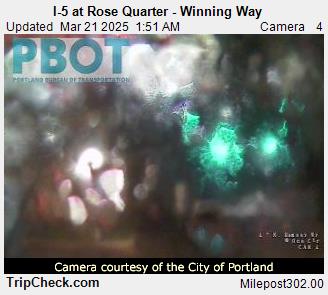 I-5 at Rose Quarter - Winning Way
Updated Mar 21 2025 1:51 AM Camera 4
PBOT
PORTLAND BUREAU OF TRANSPORTATION
Camera courtesy of the City of Portland
TripCheck.com Milepost302.00